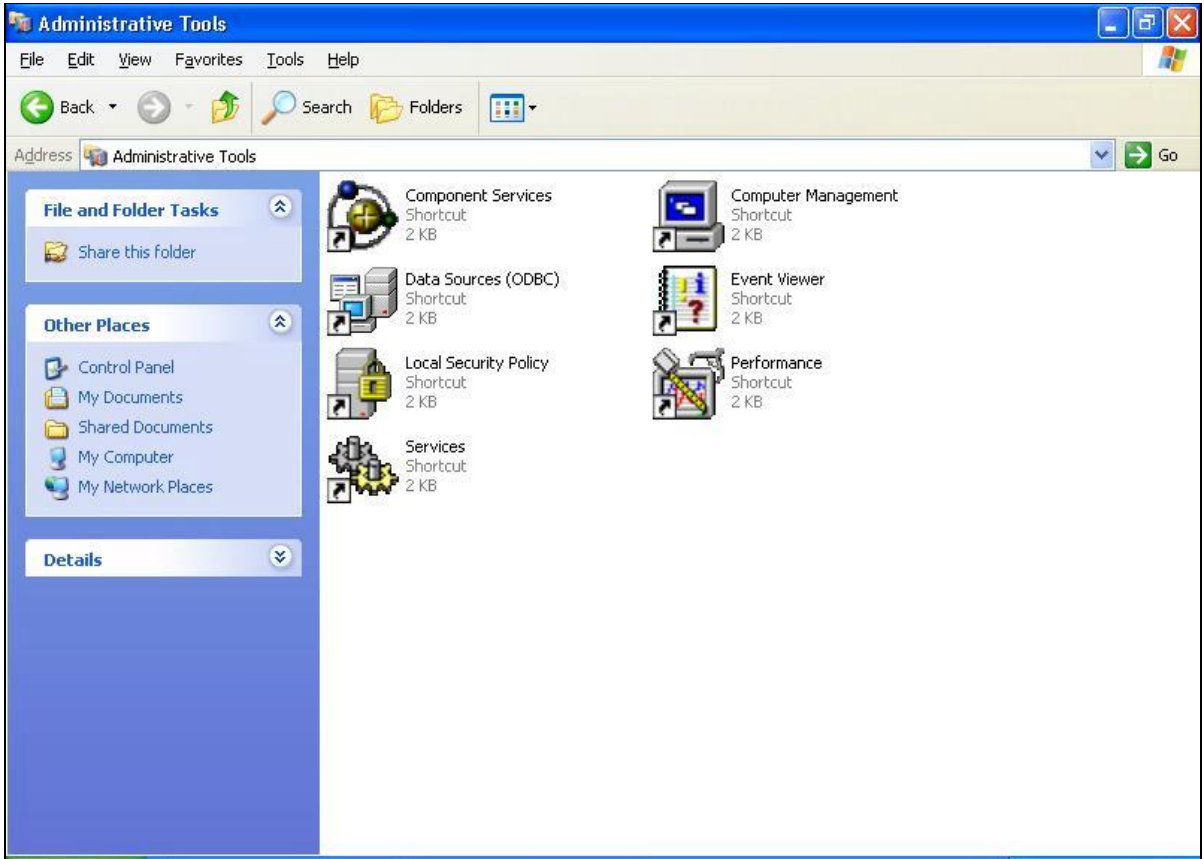 Administrative Tools
File Edit View Favorites Tools Help
Back Search Folders
Address Administrative Tools Go
File and Folder Tasks
Share this folder
Other Places
Control Panel
My Documents
Shared Documents
My Computer
My Network Places
Details
Component Services
Shortcut
2 KB
Computer Management
Shortcut
2 KB
Data Sources (ODBC)
Shortcut
2 KB
Event Viewer
Shortcut
2 KB
Local Security Policy
Shortcut
2 KB
Performance
Shortcut
2 KB
Services
Shortcut
2 KB